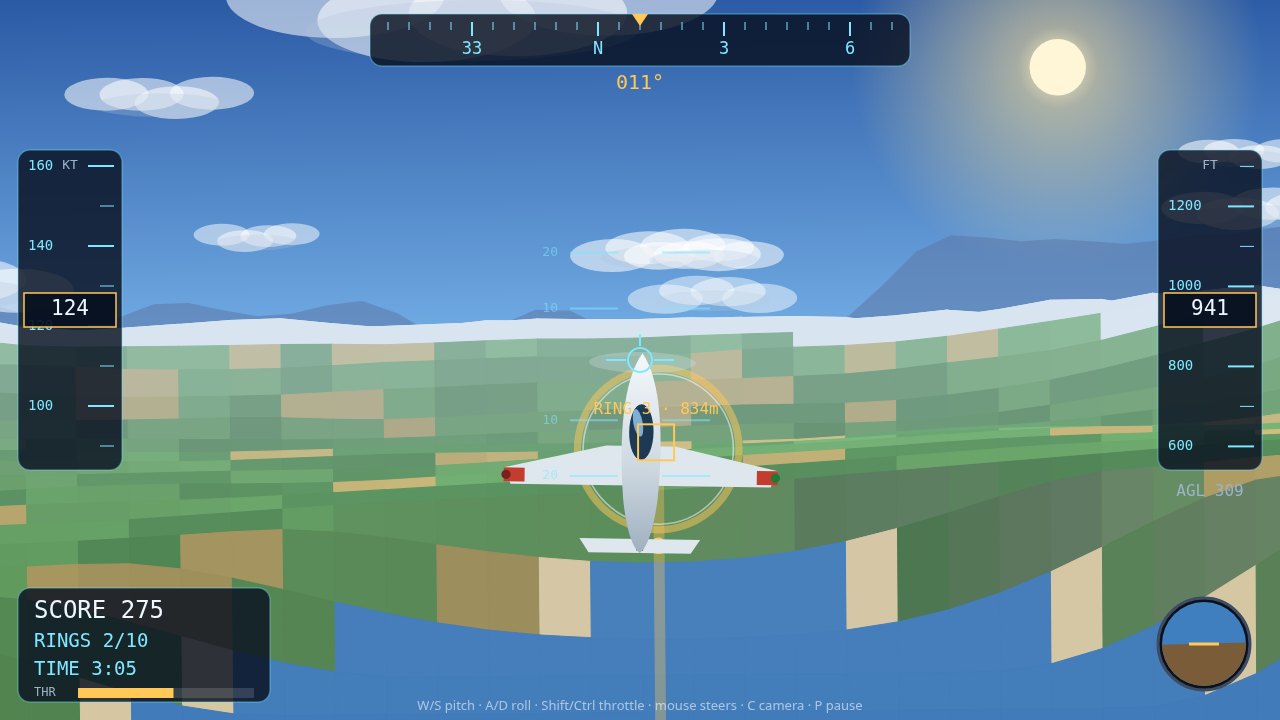 33 N 3 6
011°
160 KT
140
124
120
100
FT
1200
1000
941
800
600
AGL 309
20
10
RING 3 · 834m
10
20
SCORE 275
RINGS 2/10
TIME 3:05
THR
W/S pitch · A/D roll · Shift/Ctrl throttle · mouse steers · C camera · P pause